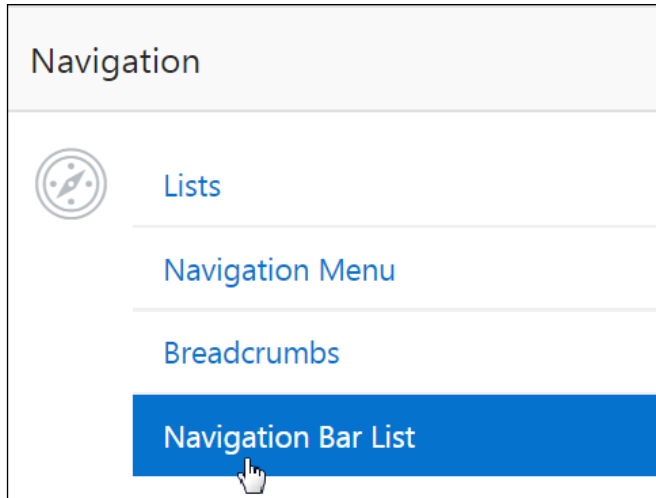 Navigation
Lists
Navigation Menu
Breadcrumbs
Navigation Bar List